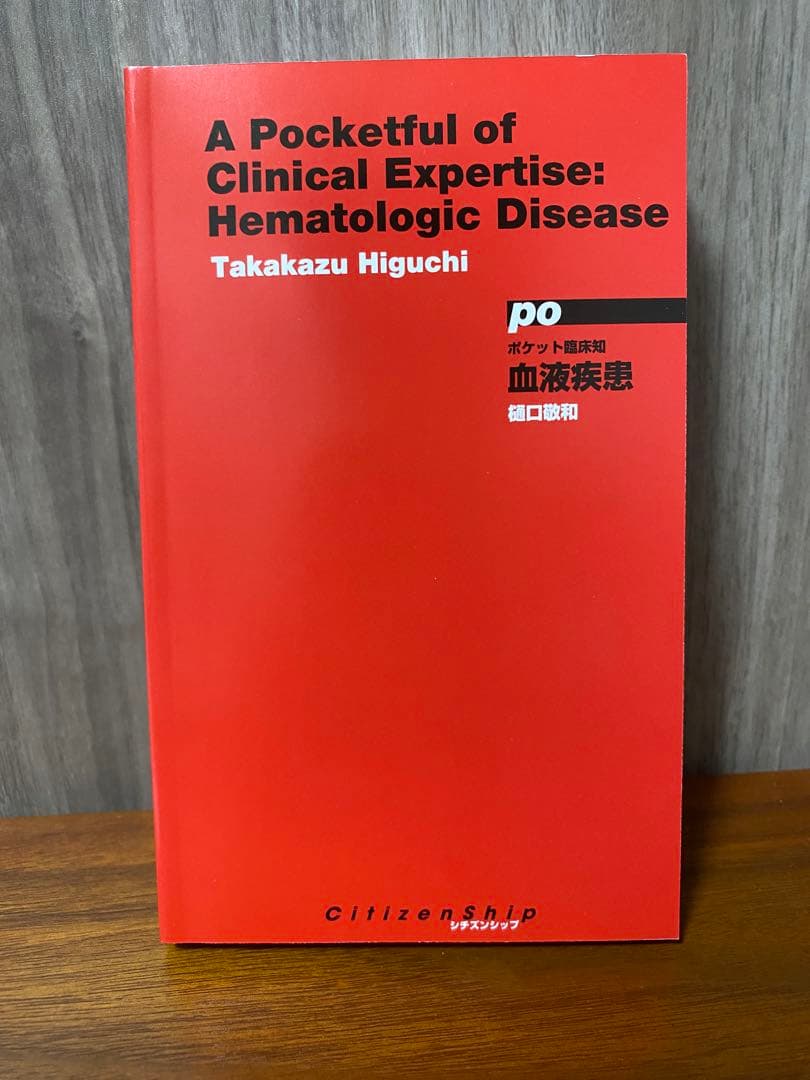 A Pocketful of
Clinical Expertise:
Hematologic Disease
Takakazu Higuchi
po
ポケット臨床知
血液疾患
樋口敬和
CitizenShip
シチズンシップ